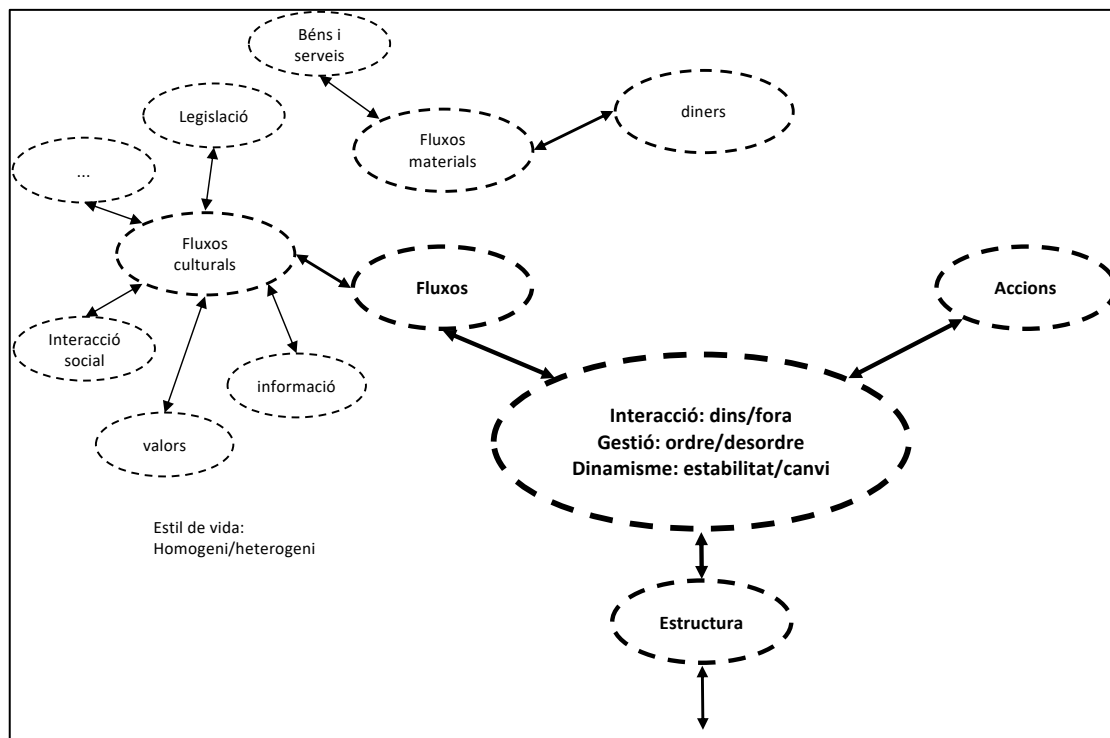 Béns i
serveis
Legislació
diners
Fluxos
materials
...
Fluxos
culturals
Fluxos
Accions
Interacció
social
informació
valors
Interacció: dins/fora
Gestió: ordre/desordre
Dinamisme: estabilitat/canvi
Estil de vida:
Homogeni/heterogeni
Estructura